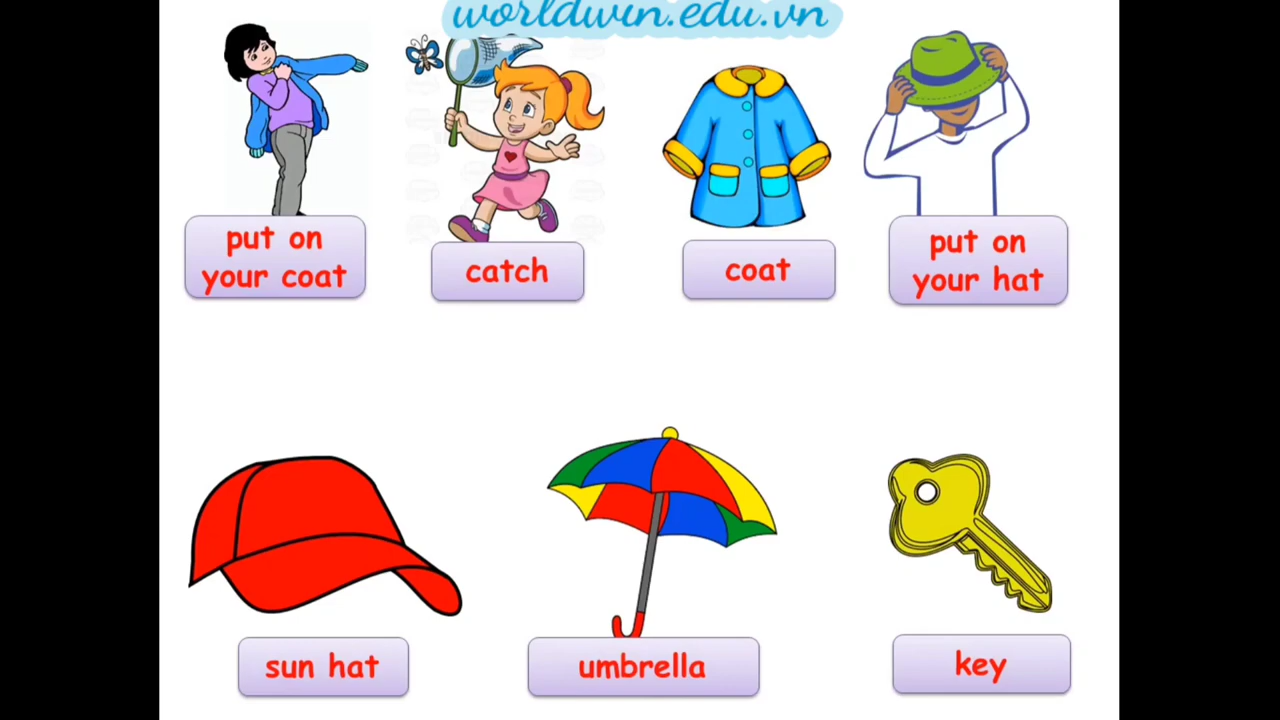 worldwin.edu.vn
put on
your coat
catch
coat
put on
your hat
sun hat
umbrella
key